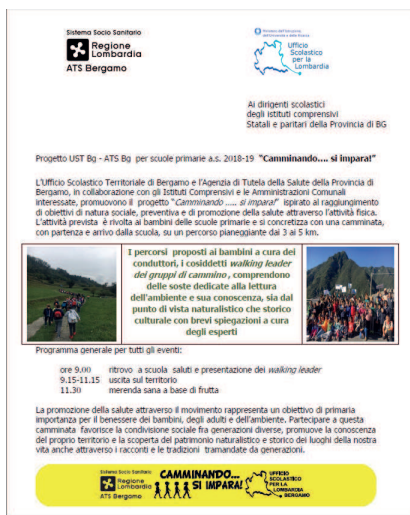 Sistema Socio Sanitario
Regione
Lombardia
ATS Bergamo
Ufficio
Scolastico
per la
Lombardia
Ai dirigenti scolastici
degli istituti comprensivi
Statali e paritari della Provincia di BG
Progetto UST Bg - ATS Bg per scuole primarie a.s. 2018-19 "Camminando.... si impara!"
L'Ufficio Scolastico Territoriale di Bergamo e l'Agenzia di Tutela della Salute della Provincia di
Bergamo, in collaborazione con gli Istituti Comprensivi e le Amministrazioni Comunali
interessate, promuovono il progetto "Camminando ..... si impara!" ispirato al raggiungimento
di obiettivi di natura sociale, preventiva e di promozione della salute attraverso l'attività fisica.
L'attività prevista è rivolta ai bambini delle scuole primarie e si concretizza con una camminata,
con partenza e arrivo dalla scuola, su un percorso pianeggiante dai 3 ai 5 km.
I percorsi proposti ai bambini a cura dei
conduttori, i cosiddetti walking leader
dei gruppi di cammino, comprendono
delle soste dedicate alla lettura
dell'ambiente e sua conoscenza, sia dal
punto di vista naturalistico che storico
culturale con brevi spiegazioni a cura
degli esperti
Programma generale per tutti gli eventi:
ore 9.00 ritrovo a scuola saluti e presentazione dei walking leader
9.15-11.15 uscita sul territorio
11.30 merenda sana a base di frutta
La promozione della salute attraverso il movimento rappresenta un obiettivo di primaria
importanza per il benessere dei bambini, degli adulti e dell'ambiente. Partecipare a questa
camminata favorisce la condivisione sociale fra generazioni diverse, promuove la conoscenza
del proprio territorio e la scoperta del patrimonio naturalistico e storico dei luoghi della nostra
vita anche attraverso i racconti e le tradizioni tramandate da generazioni.
Sistema Socio Sanitario
Regione
Lombardia
ATS Bergamo
CAMMINANDO...
SI IMPARA!
UFFICIO
SCOLASTICO
PER LA
LOMBARDIA
BERGAMO